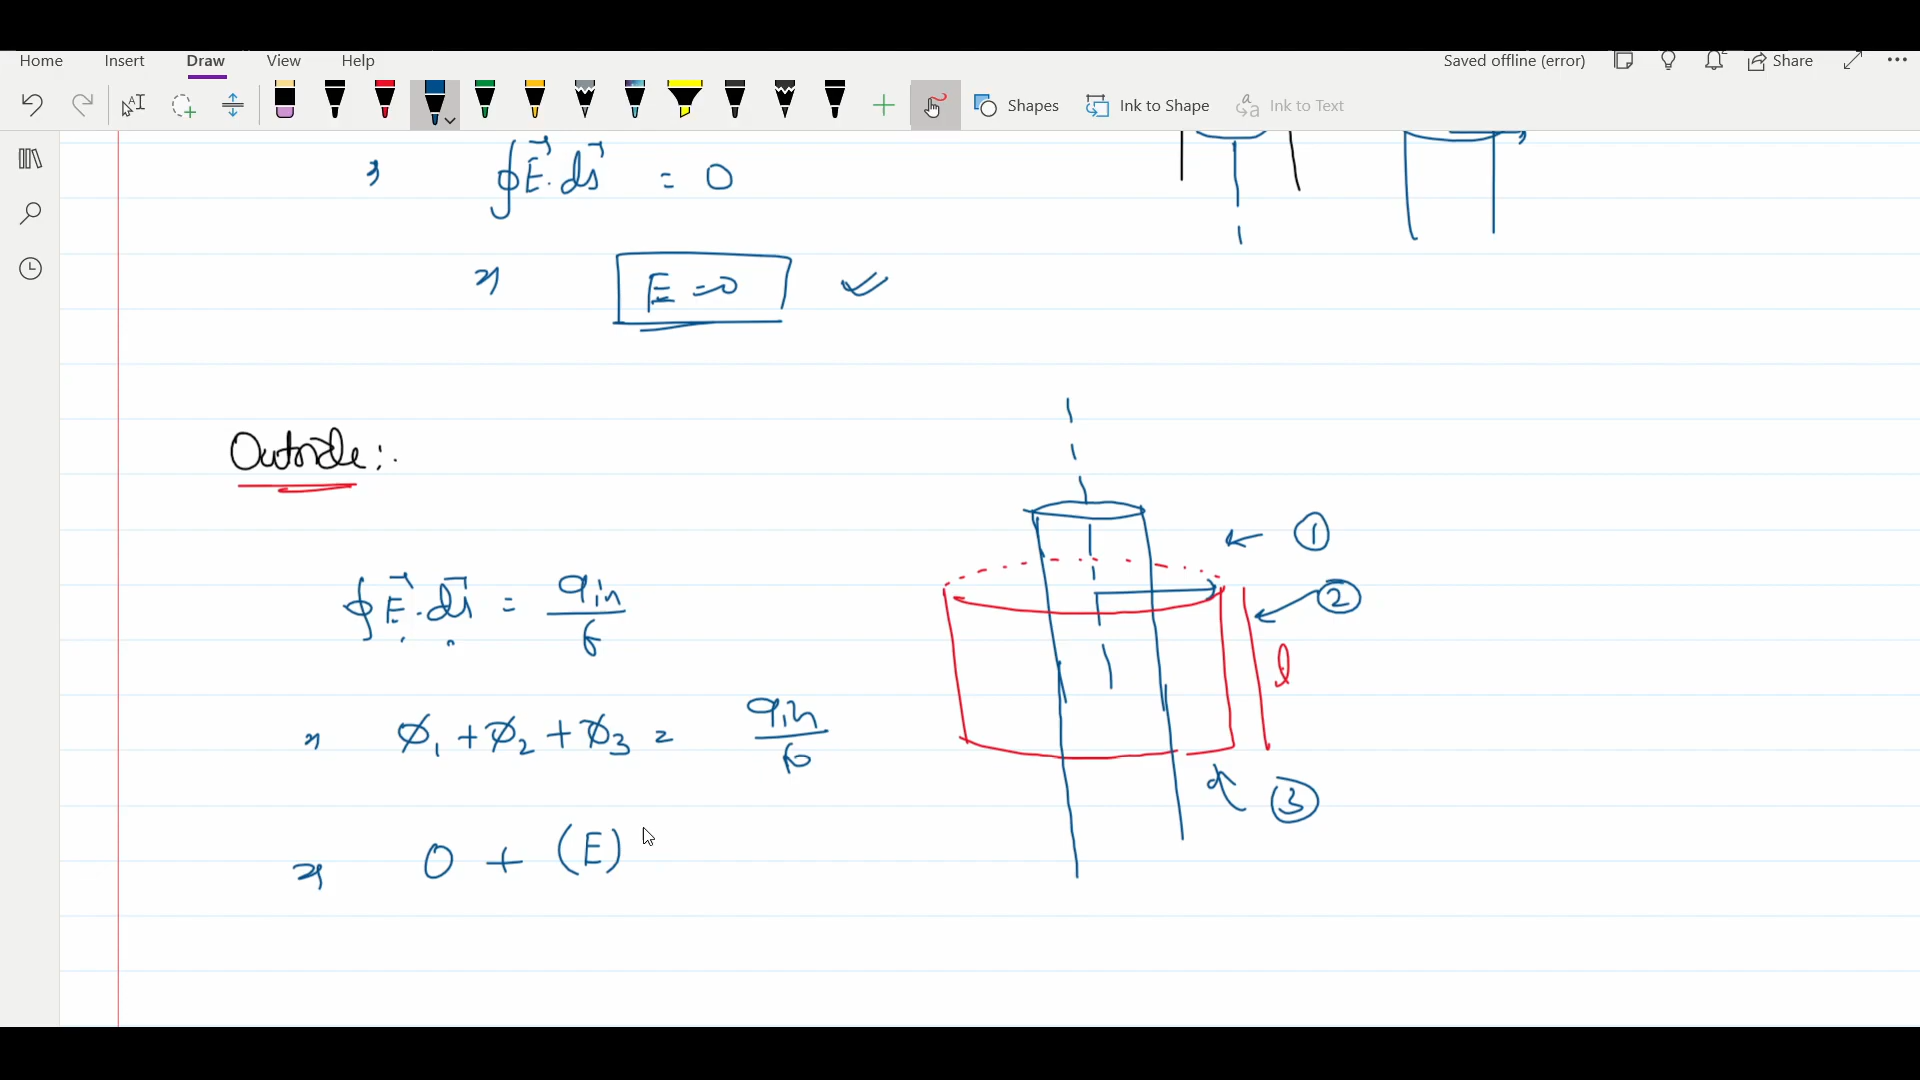 Home Insert Draw View Help Saved offline (error) Share
Shapes Ink to Shape Ink to Text
∮E⃗.ds⃗ = 0
E = 0
Outside:.
∮E⃗.ds⃗ = qin/ε
① 
②
l
ϕ1 + ϕ2 + ϕ3 = qin/ε0
③
0 + (E)